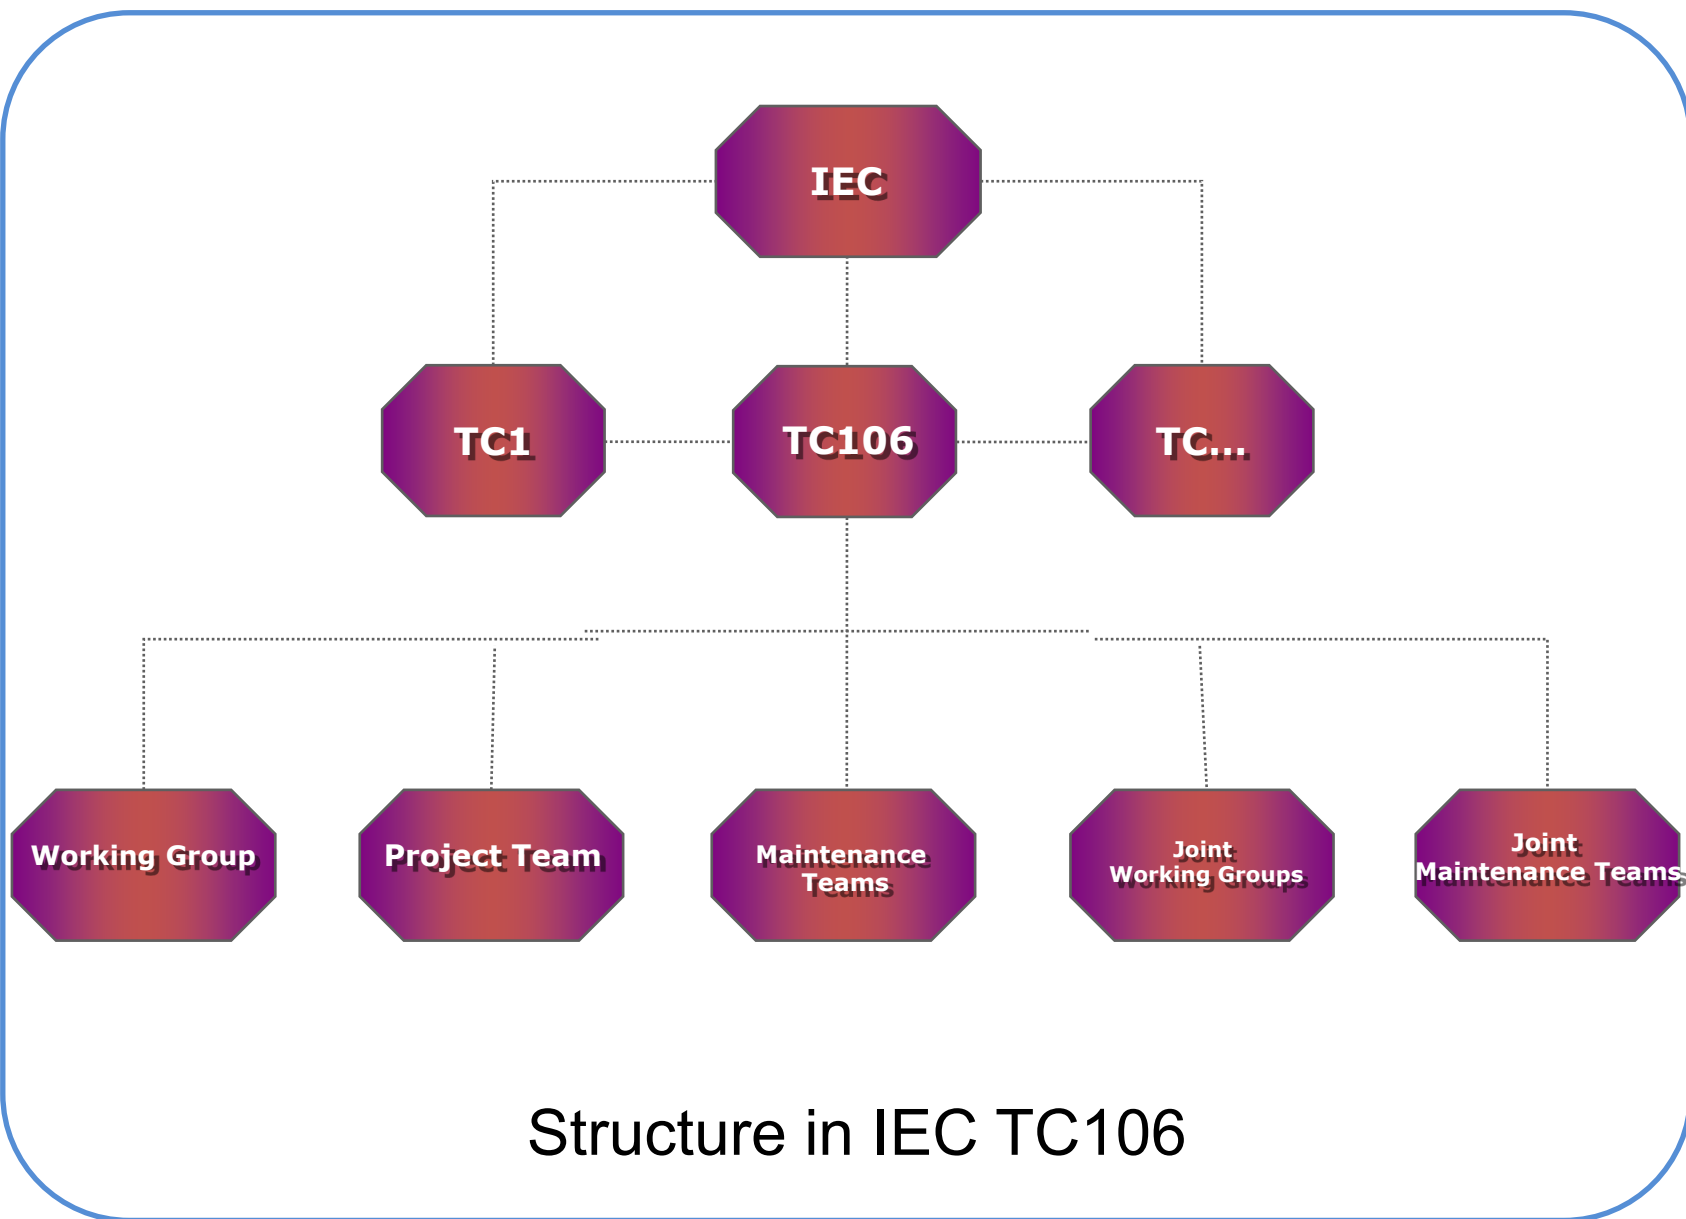 IEC
TC1
TC106
TC...
Working Group
Project Team
Maintenance
Teams
Joint
Working Groups
Joint
Maintenance Teams
Structure in IEC TC106